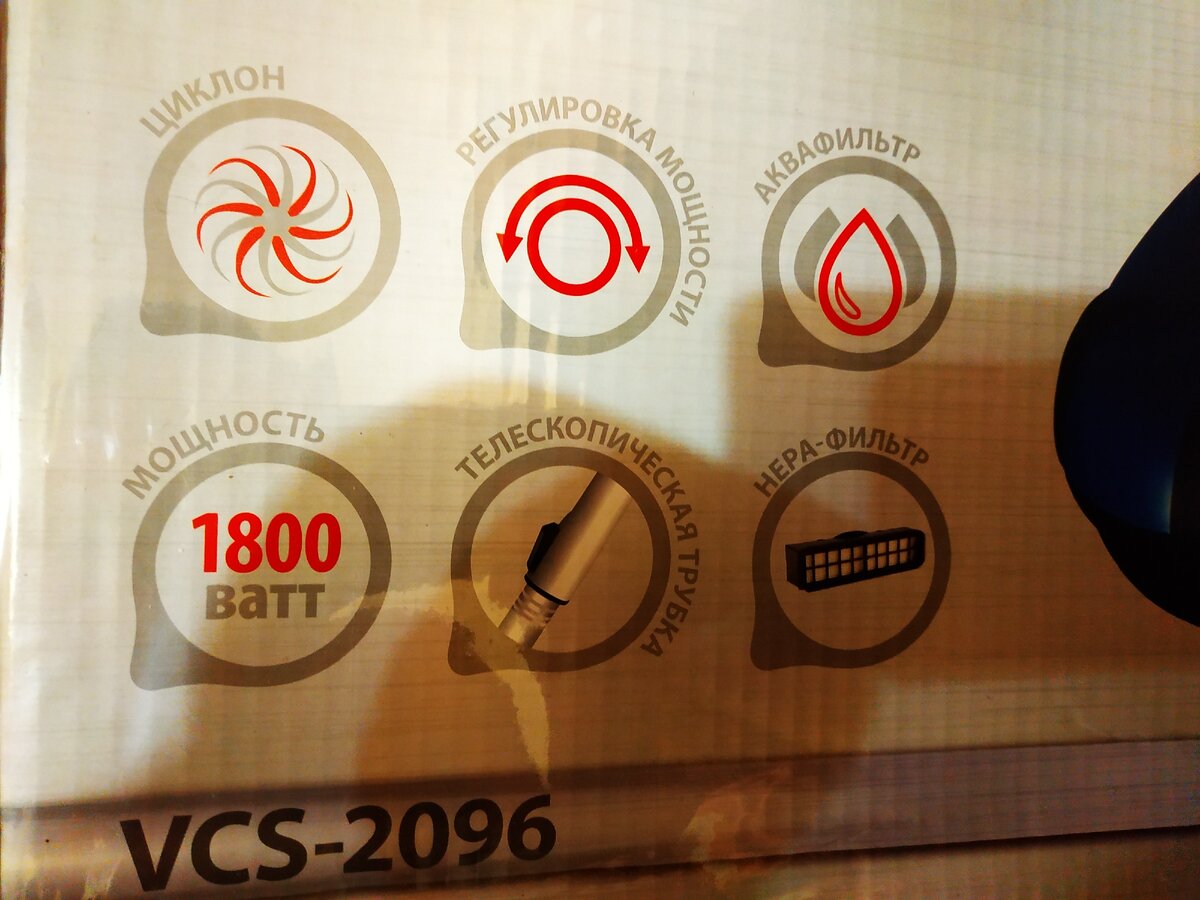 ЦИКЛОН
РЕГУЛИРОВКА МОЩНОСТИ
АКВАФИЛЬТР
МОЩНОСТЬ
1800
ватт
ТЕЛЕСКОПИЧЕСКАЯ ТРУБКА
НЕРА-ФИЛЬТР
VCS-2096